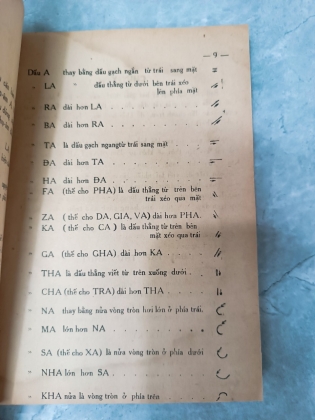 — 9 —
Dấu A thay bằng dấu gạch ngắn từ trái sang mặt
" LA " dấu thẳng từ dưới bên trái xéo
lên phía mặt
" RA dài hơn LA
" BA dài hơn RA
" TA là dấu gạch ngang từ trái sang mặt
" ĐA dài hơn TA
" HA dài hơn ĐA
" FA (thế cho PHA) là dấu thẳng từ trên bên
trái xéo qua mặt
" ZA (thế cho DA, GIA, VA) dài hơn PHA.
" KA (thế cho CA) là dấu thẳng từ trên bên
mặt xéo qua trái
" GA (thế cho GHA) dài hơn KA
" THA là dấu thẳng viết từ trên xuống dưới
" CHA (thế cho TRA) dài hơn THA
" NA thay bằng nửa vòng tròn hơi lớn ở phía trái.
" MA lớn hơn NA
" SA (thế cho XA) là nửa vòng tròn ở phía dưới
" NHA lớn hơn SA
" KHA nửa là vòng tròn ở phía trên